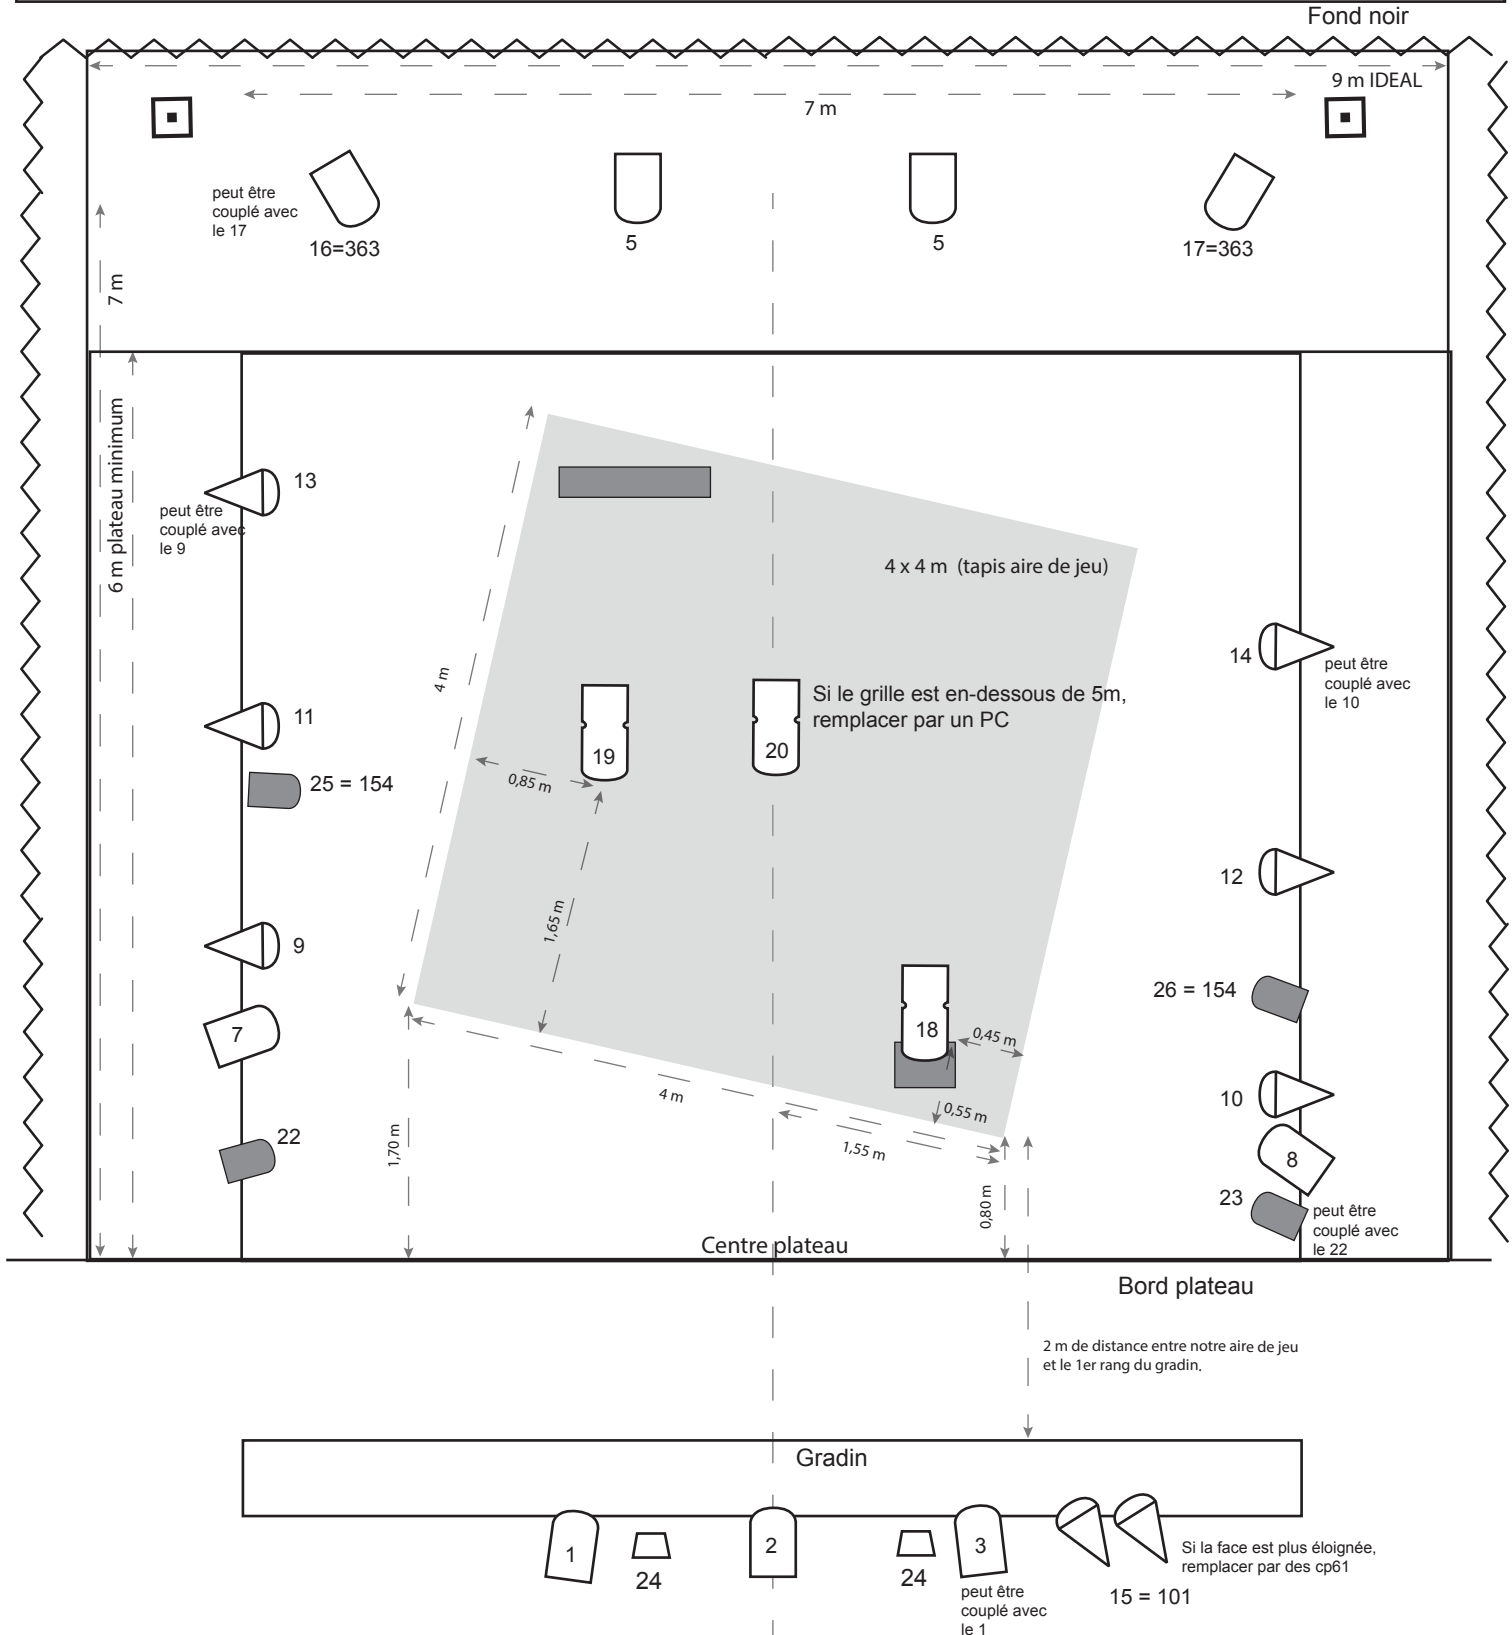 Fond noir
9 m IDEAL
7 m
peut être
couplé avec
le 17
16=363
5
5
17=363
7 m
6 m plateau minimum
13
peut être
couplé avec
le 9
4 x 4 m  (tapis aire de jeu)
14
peut être
couplé avec
le 10
4 m
11
Si le grille est en-dessous de 5m,
remplacer par un PC
19
20
25 = 154
0,85 m
12
1,65 m
9
26 = 154
7
18
0,45 m
4 m
0,55 m
10
22
1,70 m
1,55 m
8
23
0,80 m
peut être
couplé avec
le 22
Centre plateau
Bord plateau
2 m de distance entre notre aire de jeu
et le 1er rang du gradin.
Gradin
1
24
2
24
3
peut être
couplé avec
le 1
Si la face est plus éloignée,
remplacer par des cp61
15 = 101